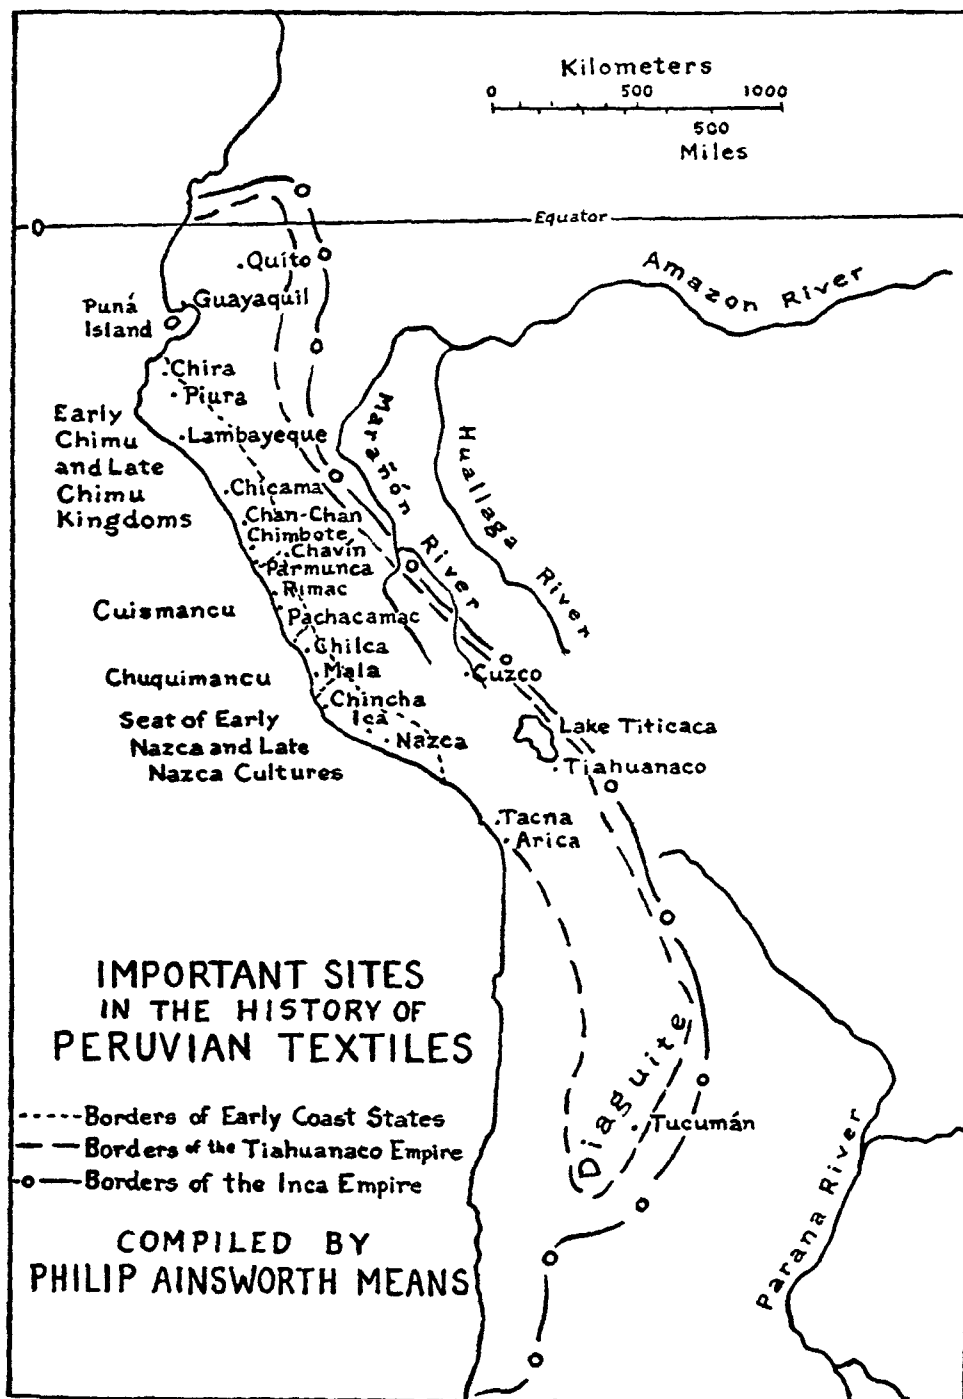 Kilometers
0 500 1000
500
Miles
0
Equator
Quito
Amazon River
Guayaquil
Puná
Island
Chira
Piura
Early
Chimu
and Late
Chimu
Kingdoms
Lambayeque
Marañón River
Huallaga River
Chicama
Chan-Chan
Chimbote
Chavín
Parmunca
Rimac
Cuismancu
Pachacamac
Chilca
Chuquimancu
Mala
Cuzco
Chincha
Ica
Nazca
Seat of Early
Nazca and Late
Nazca Cultures
Lake Titicaca
Tiahuanaco
Tacna
Arica
IMPORTANT SITES
IN THE HISTORY OF
PERUVIAN TEXTILES
Diaguite
Tucumán
Parana River
Borders of Early Coast States
Borders of the Tiahuanaco Empire
Borders of the Inca Empire
COMPILED BY
PHILIP AINSWORTH MEANS